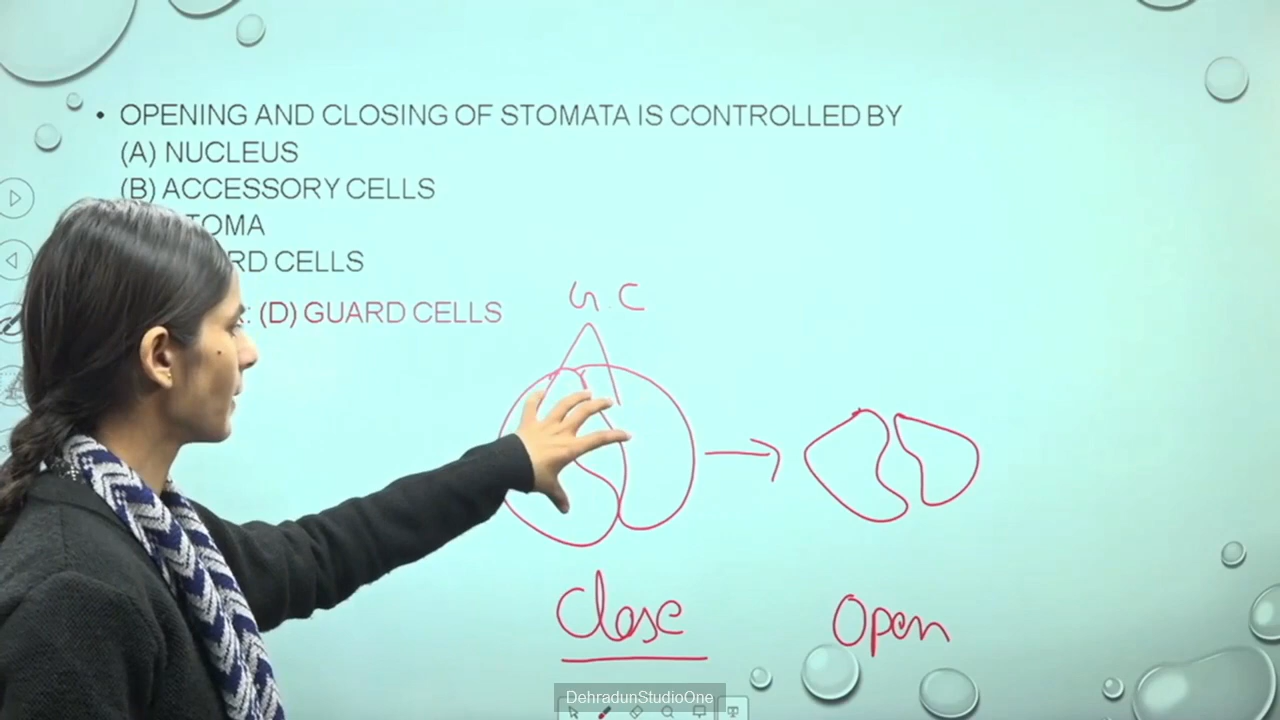 • OPENING AND CLOSING OF STOMATA IS CONTROLLED BY
(A) NUCLEUS
(B) ACCESSORY CELLS
TOMA
RD CELLS
: (D) GUARD CELLS
G.C
Close
Open
DehradunStudioOne